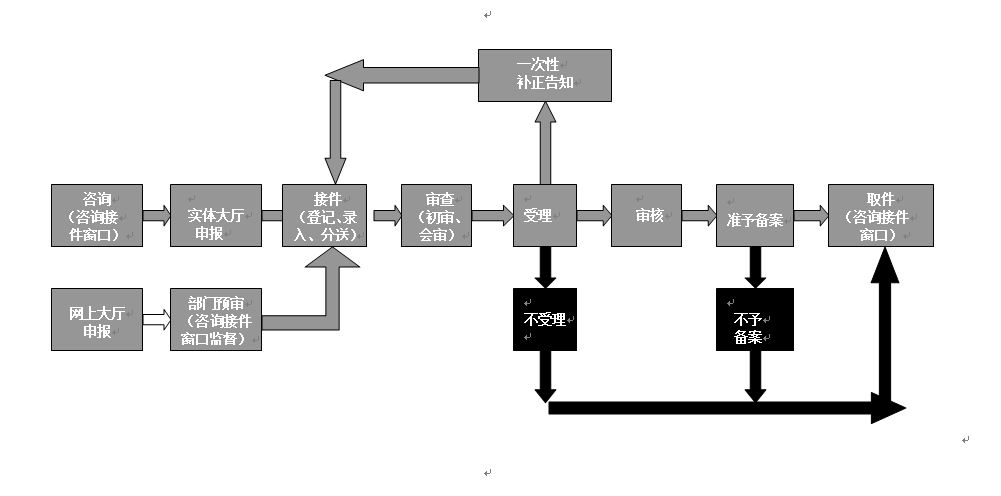 一次性
补正告知
咨询
（咨询接
件窗口）
实体大厅
申报
接件
（登记、录
入、分送）
审查
（初审、
会审）
受理
审核
准予备案
取件
（咨询接件
窗口）
网上大厅
申报
部门预审
（咨询接件
窗口监督）
不受理
不予
备案